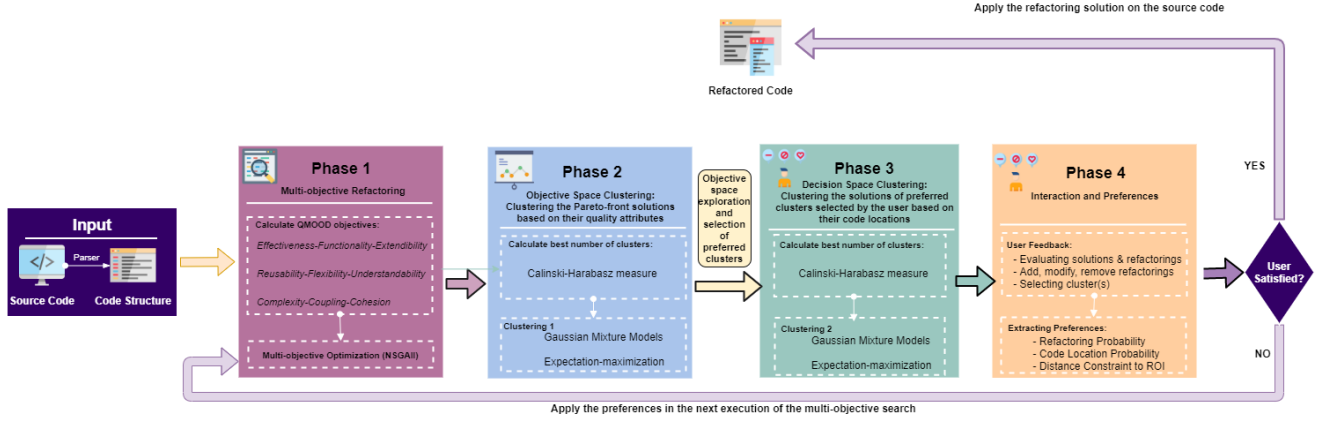 Apply the refactoring solution on the source code
Refactored Code
Input
Parser
Source Code
Code Structure
Phase 1
Multi-objective Refactoring
Calculate QMOOD objectives:
Effectiveness-Functionality-Extendibility
Reusability-Flexibility-Understandability
Complexity-Coupling-Cohesion
Multi-objective Optimization (NSGAII)
Phase 2
Objective Space Clustering:
Clustering the Pareto-front solutions
based on their quality attributes
Calculate best number of clusters:
Calinski-Harabasz measure
Clustering 1
Gaussian Mixture Models
Expectation-maximization
Objective
space
exploration
and
selection
of
preferred
clusters
Phase 3
Decision Space Clustering:
Clustering the solutions of preferred
clusters selected by the user based on
their code locations
Calculate best number of clusters:
Calinski-Harabasz measure
Clustering 2
Gaussian Mixture Models
Expectation-maximization
Phase 4
Interaction and Preferences
User Feedback:
- Evaluating solutions & refactorings
- Add, modify, remove refactorings
- Selecting cluster(s)
Extracting Preferences:
- Refactoring Probability
- Code Location Probability
- Distance Constraint to ROI
YES
User
Satisfied?
NO
Apply the preferences in the next execution of the multi-objective search